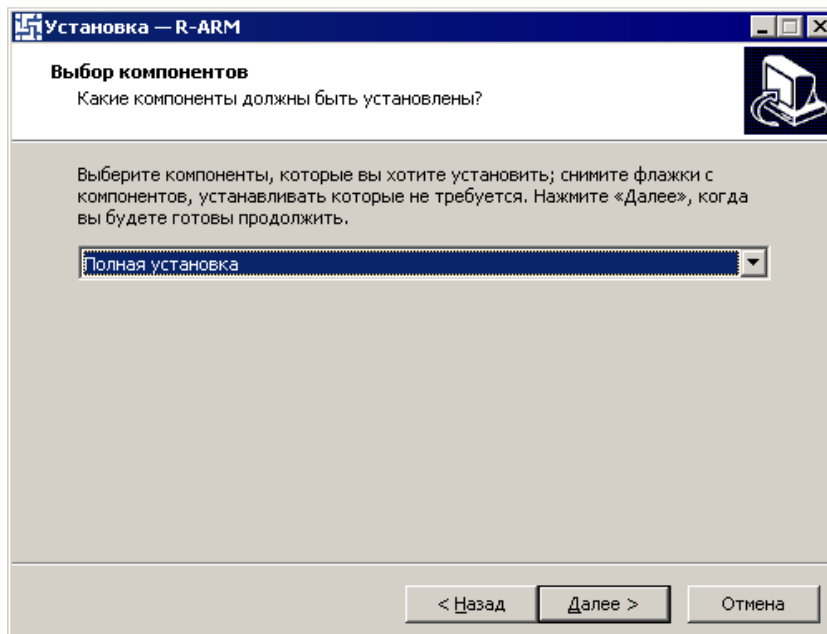 Установка — R-ARM
Выбор компонентов
Какие компоненты должны быть установлены?
Выберите компоненты, которые вы хотите установить; снимите флажки с
компонентов, устанавливать которые не требуется. Нажмите «Далее», когда
вы будете готовы продолжить.
Полная установка
< Назад
Далее >
Отмена